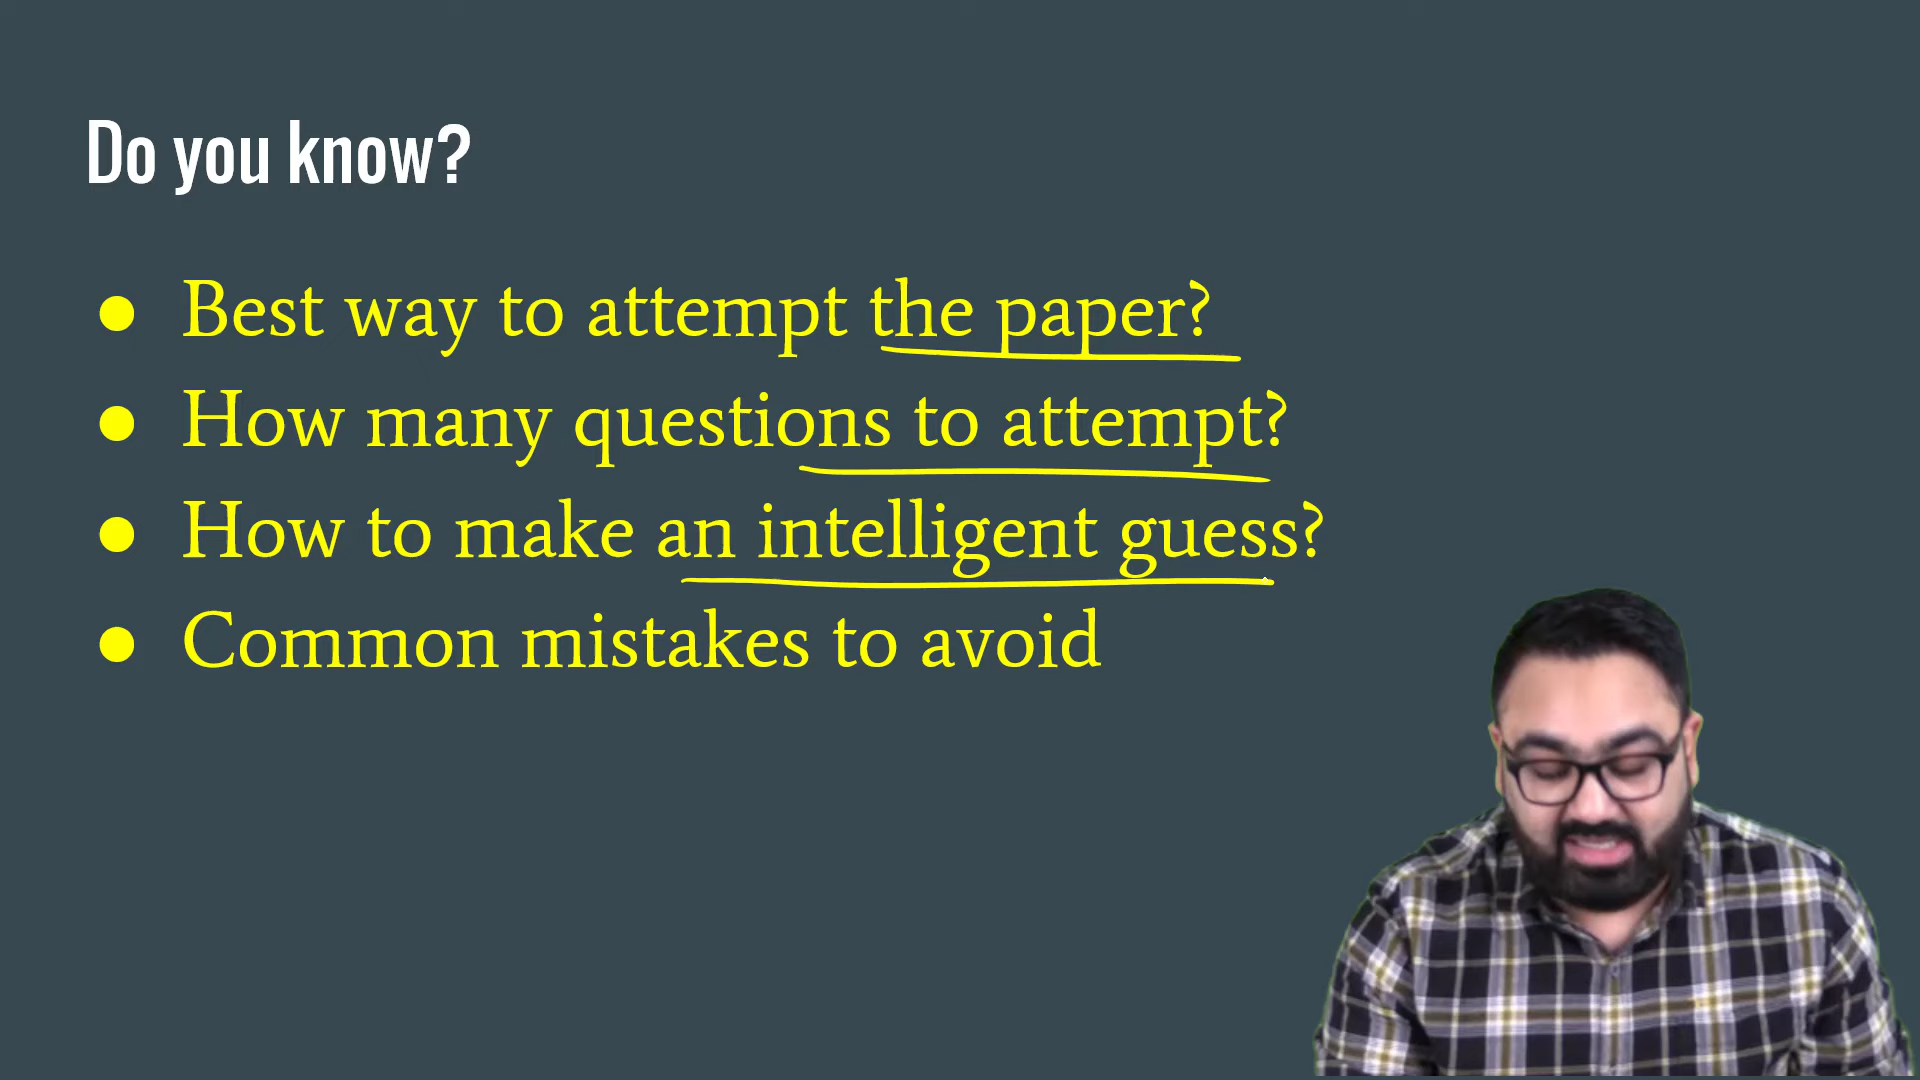 Do you know?
● Best way to attempt the paper?
● How many questions to attempt?
● How to make an intelligent guess?
● Common mistakes to avoid